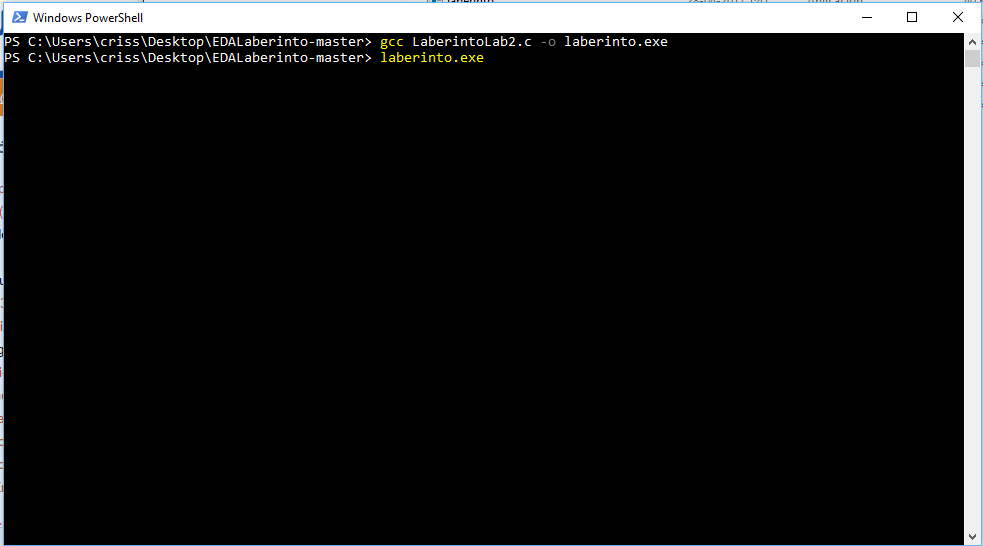 Windows PowerShell
PS C:\Users\criss\Desktop\EDALaberinto-master> gcc LaberintoLab2.c -o laberinto.exe
PS C:\Users\criss\Desktop\EDALaberinto-master> laberinto.exe